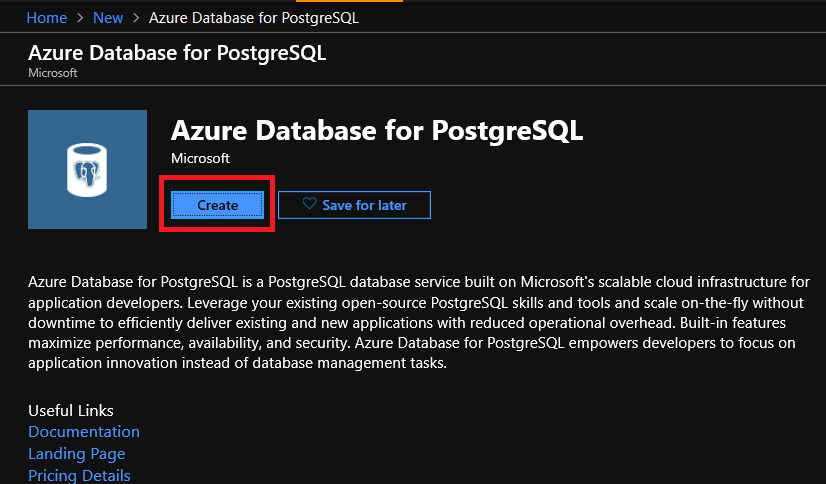 Home > New > Azure Database for PostgreSQL
Azure Database for PostgreSQL
Microsoft
Azure Database for PostgreSQL
Microsoft
Create
Save for later
Azure Database for PostgreSQL is a PostgreSQL database service built on Microsoft's scalable cloud infrastructure for
application developers. Leverage your existing open-source PostgreSQL skills and tools and scale on-the-fly without
downtime to efficiently deliver existing and new applications with reduced operational overhead. Built-in features
maximize performance, availability, and security. Azure Database for PostgreSQL empowers developers to focus on
application innovation instead of database management tasks.
Useful Links
Documentation
Landing Page
Pricing Details